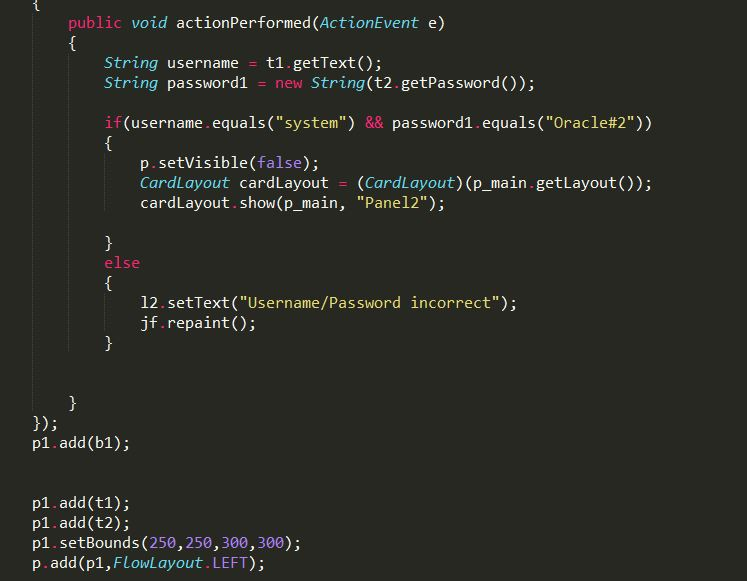 {
public void actionPerformed(ActionEvent e)
{
String username = t1.getText();
String password1 = new String(t2.getPassword());
if(username.equals("system") && password1.equals("Oracle#2"))
{
p.setVisible(false);
CardLayout cardLayout = (CardLayout)(p_main.getLayout());
cardLayout.show(p_main, "Panel2");
}
else
{
l2.setText("Username/Password incorrect");
jf.repaint();
}
}
});
p1.add(b1);
p1.add(t1);
p1.add(t2);
p1.setBounds(250,250,300,300);
p.add(p1,FlowLayout.LEFT);